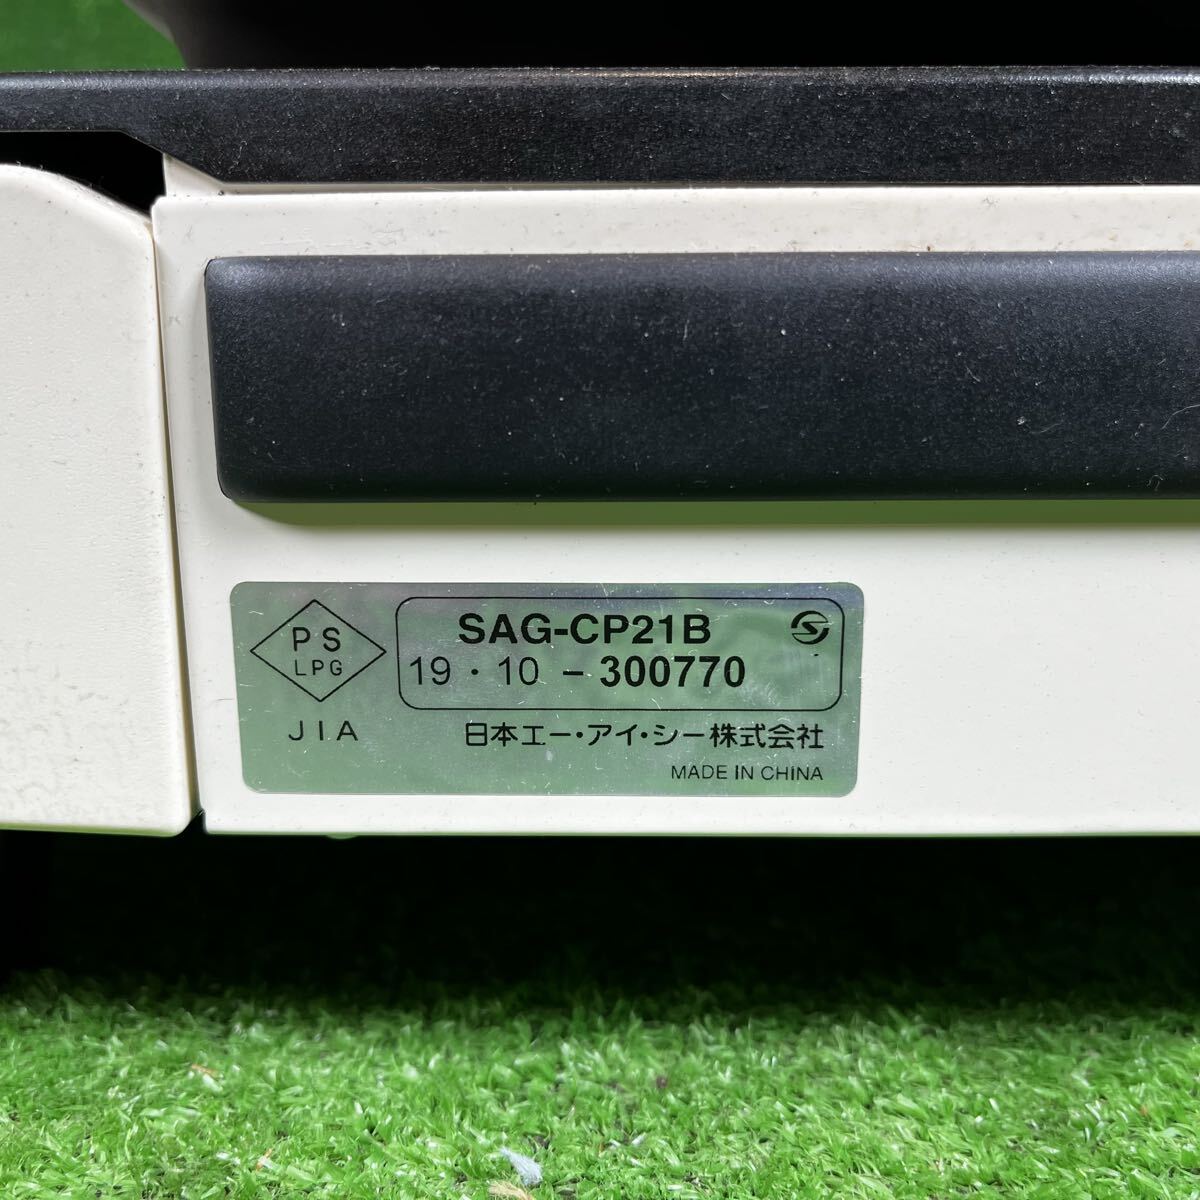 PS
LPG
JIA
SAG-CP21B
19・10 - 300770
日本エー・アイ・シー株式会社
MADE IN CHINA